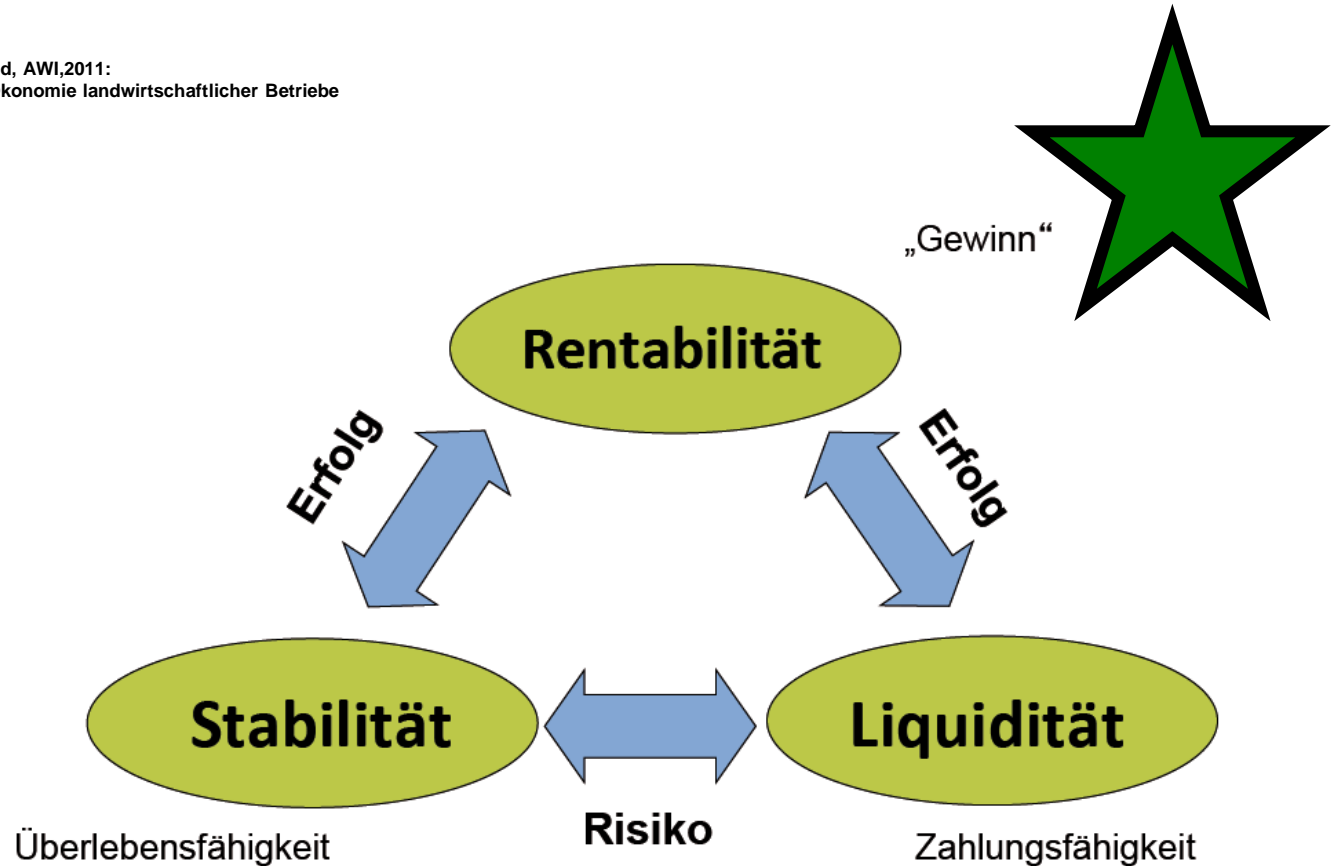 d, AWI,2011:
konomie landwirtschaftlicher Betriebe
„Gewinn“
Rentabilität
Erfolg
Erfolg
Stabilität
Liquidität
Risiko
Überlebensfähigkeit
Zahlungsfähigkeit